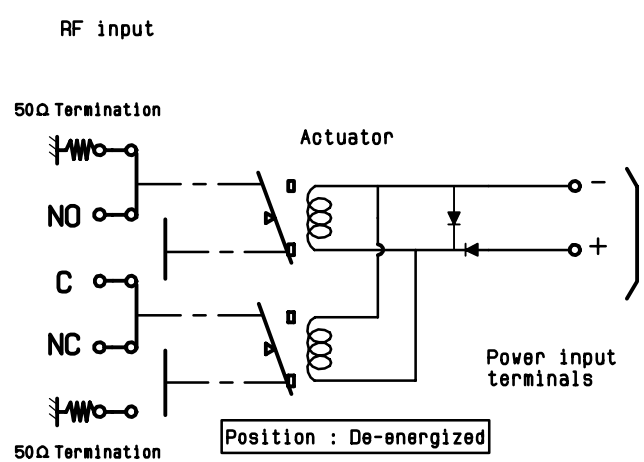 RF input
50Ω Termination
Actuator
NO
−
+
C
NC
Power input
terminals
Position : De-energized
50Ω Termination